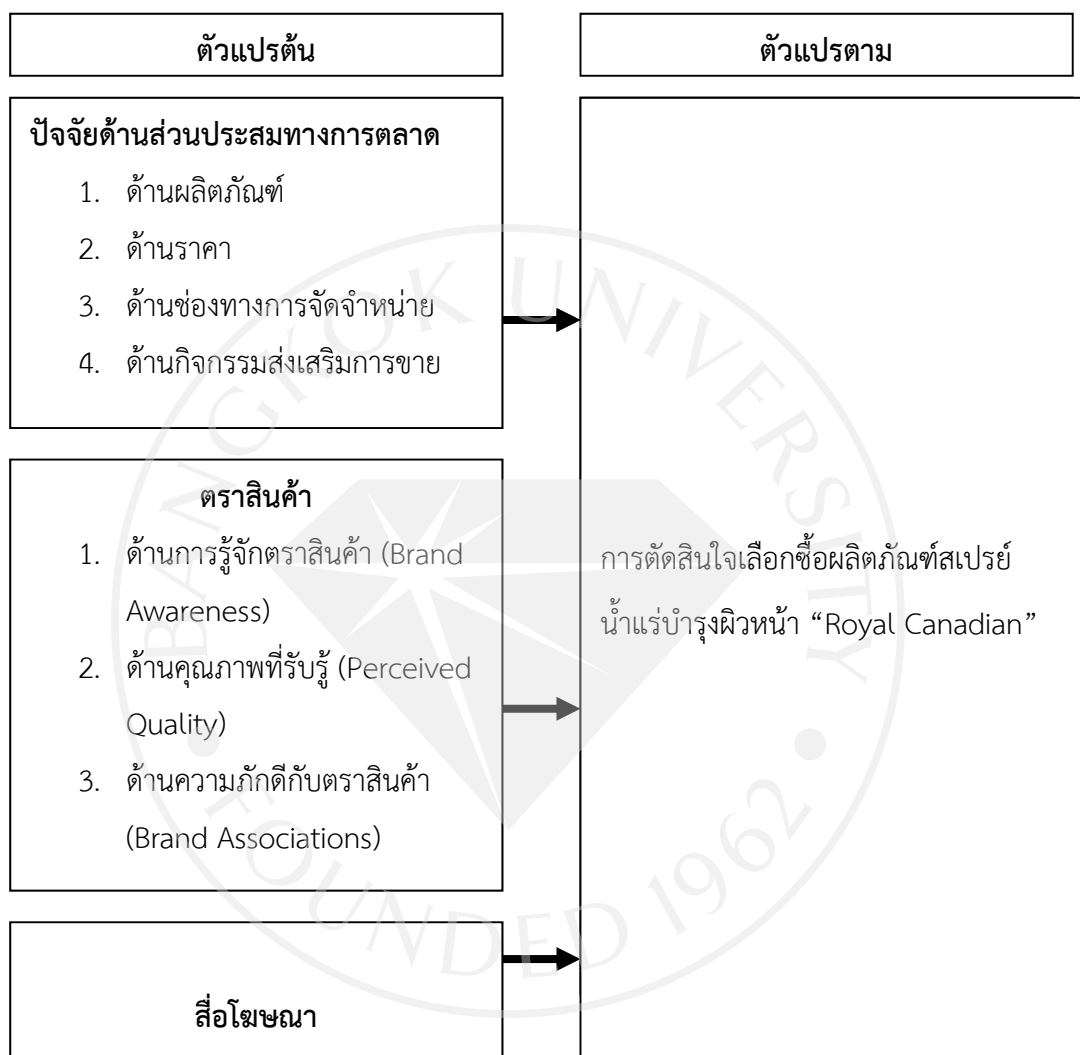 ตัวแปรต้น
ตัวแปรตาม
ปัจจัยด้านส่วนประสมทางการตลาด
1. ด้านผลิตภัณฑ์
2. ด้านราคา
3. ด้านช่องทางการจัดจำหน่าย
4. ด้านกิจกรรมส่งเสริมการขาย
ตราสินค้า
1. ด้านการรู้จักตราสินค้า (Brand
Awareness)
2. ด้านคุณภาพที่รับรู้ (Perceived
Quality)
3. ด้านความภักดีกับตราสินค้า
(Brand Associations)
สื่อโฆษณา
การตัดสินใจเลือกซื้อผลิตภัณฑ์สเปรย์
น้ำแร่บำรุงผิวหน้า “Royal Canadian”
BANGKOK UNIVERSITY
FOUNDED 1962